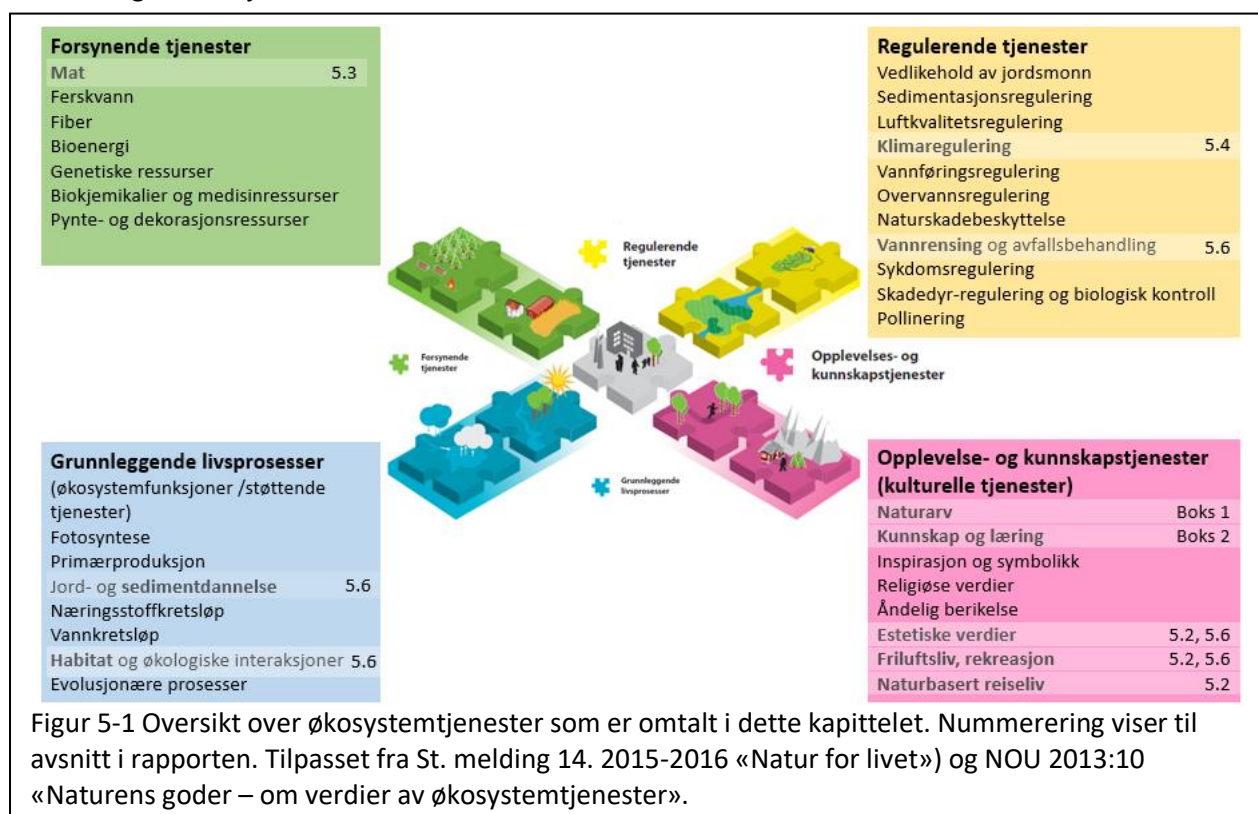 Forsynende tjenester
Mat 5.3
Ferskvann
Fiber
Bioenergi
Genetiske ressurser
Biokjemikalier og medisinressurser
Pynte- og dekorasjonsressurser
Regulerende tjenester
Vedlikehold av jordsmonn
Sedimentasjonsregulering
Luftkvalitetsregulering
Klimaregulering 5.4
Vannføringsregulering
Overvannsregulering
Naturskadebeskyttelse
Vannrensing og avfallsbehandling 5.6
Sykdomsregulering
Skadedyr-regulering og biologisk kontroll
Pollinering
Regulerende
tjenester
Forsynende
tjenester
Opplevelses- og
kunnskapstjenester
Grunnleggende
livsprosesser
Grunnleggende livsprosesser
(økosystemfunksjoner /støttende
tjenester)
Fotosyntese
Primærproduksjon
Jord- og sedimentdannelse 5.6
Næringsstoffkretsløp
Vannkretsløp
Habitat og økologiske interaksjoner 5.6
Evolusjonære prosesser
Opplevelse- og kunnskapstjenester
(kulturelle tjenester)
Naturarv Boks 1
Kunnskap og læring Boks 2
Inspirasjon og symbolikk
Religiøse verdier
Åndelig berikelse
Estetiske verdier 5.2, 5.6
Friluftsliv, rekreasjon 5.2, 5.6
Naturbasert reiseliv 5.2
Figur 5-1 Oversikt over økosystemtjenester som er omtalt i dette kapittelet. Nummerering viser til
avsnitt i rapporten. Tilpasset fra St. melding 14. 2015-2016 «Natur for livet») og NOU 2013:10
«Naturens goder – om verdier av økosystemtjenester».